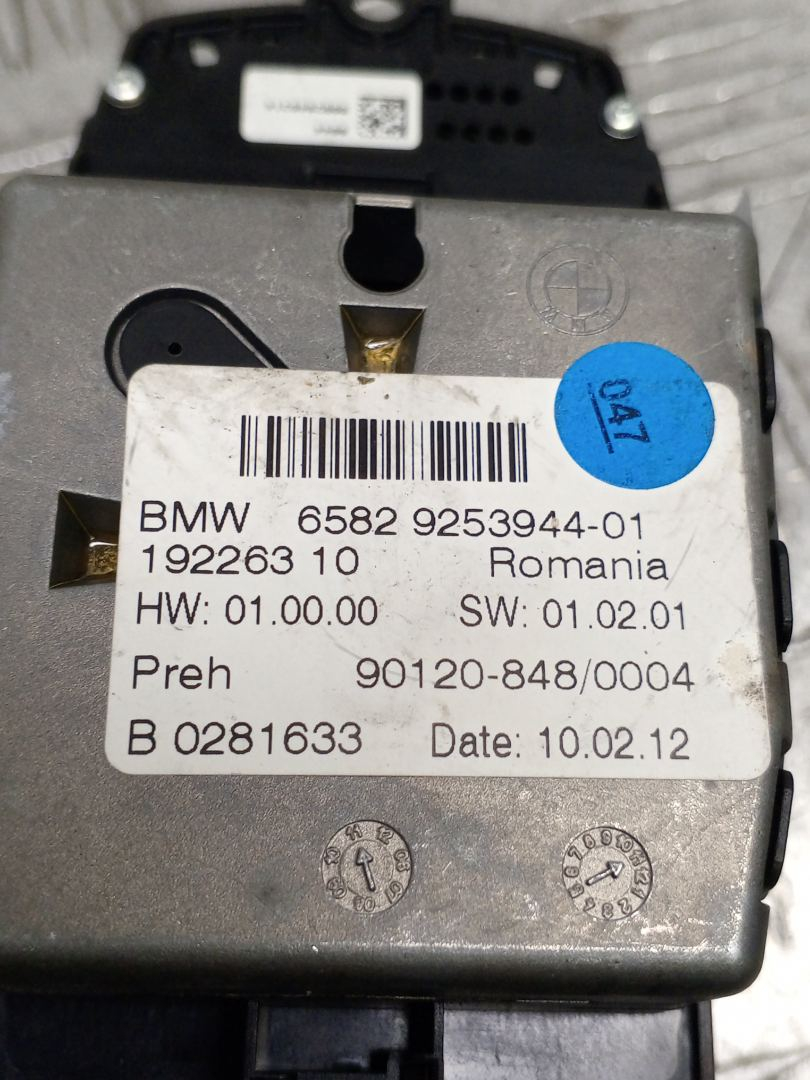 047
BMW 6582 9253944-01
192263 10 Romania
HW: 01.00.00 SW: 01.02.01
Preh 90120-848/0004
B 0281633 Date: 10.02.12